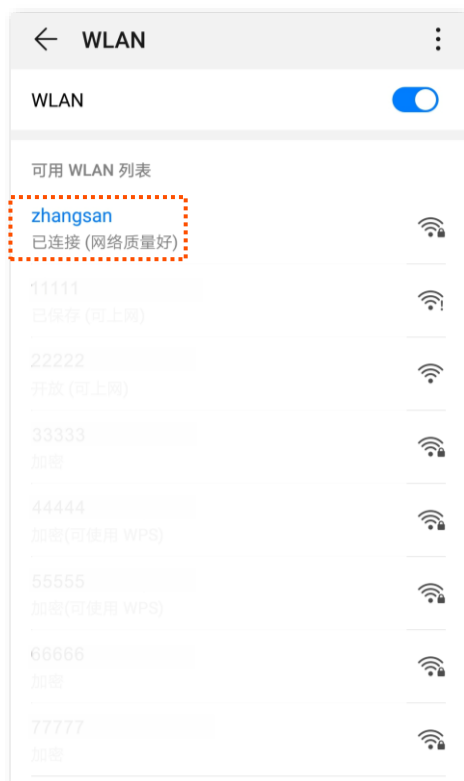 WLAN
WLAN
可用 WLAN 列表
zhangsan
已连接 (网络质量好)
11111
已保存 (可上网)
22222
开放 (可上网)
33333
加密
44444
加密(可使用 WPS)
55555
加密(可使用 WPS)
66666
加密
77777
加密